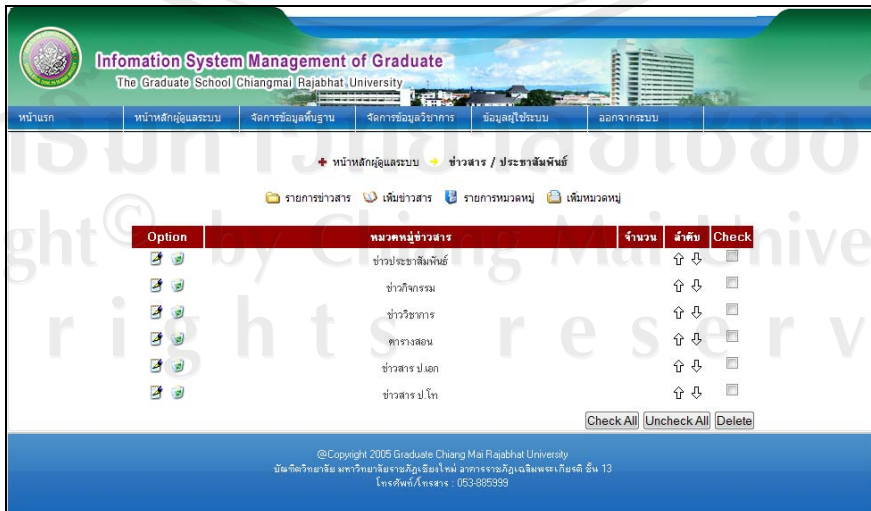 Infomation System Management of Graduate
The Graduate School Chiangmai Rajabhat University
หน้าแรก หน้าหลักผู้ดูแลระบบ จัดการข้อมูลพื้นฐาน จัดการข้อมูลวิชาการ ข้อมูลผู้ใช้ระบบ ออกจากระบบ
หน้าหลักผู้ดูแลระบบ ข่าวสาร / ประชาสัมพันธ์
รายการข่าวสาร เพิ่มข่าวสาร รายการหมวดหมู่ เพิ่มหมวดหมู่
Option หมวดหมู่ข่าวสาร จำนวน ลำดับ Check
ข่าวประชาสัมพันธ์
ข่าวกิจกรรม
ข่าววิชาการ
ตารางสอน
ข่าวสาร ป.เอก
ข่าวสาร ป.โท
Check All Uncheck All Delete
@Copyright 2005 Graduate Chiang Mai Rajabhat University
บัณฑิตวิทยาลัย มหาวิทยาลัยราชภัฏเชียงใหม่ อาคารราชภัฏเฉลิมพระเกียรติ ชั้น 13
โทรศัพท์/โทรสาร : 053-885999